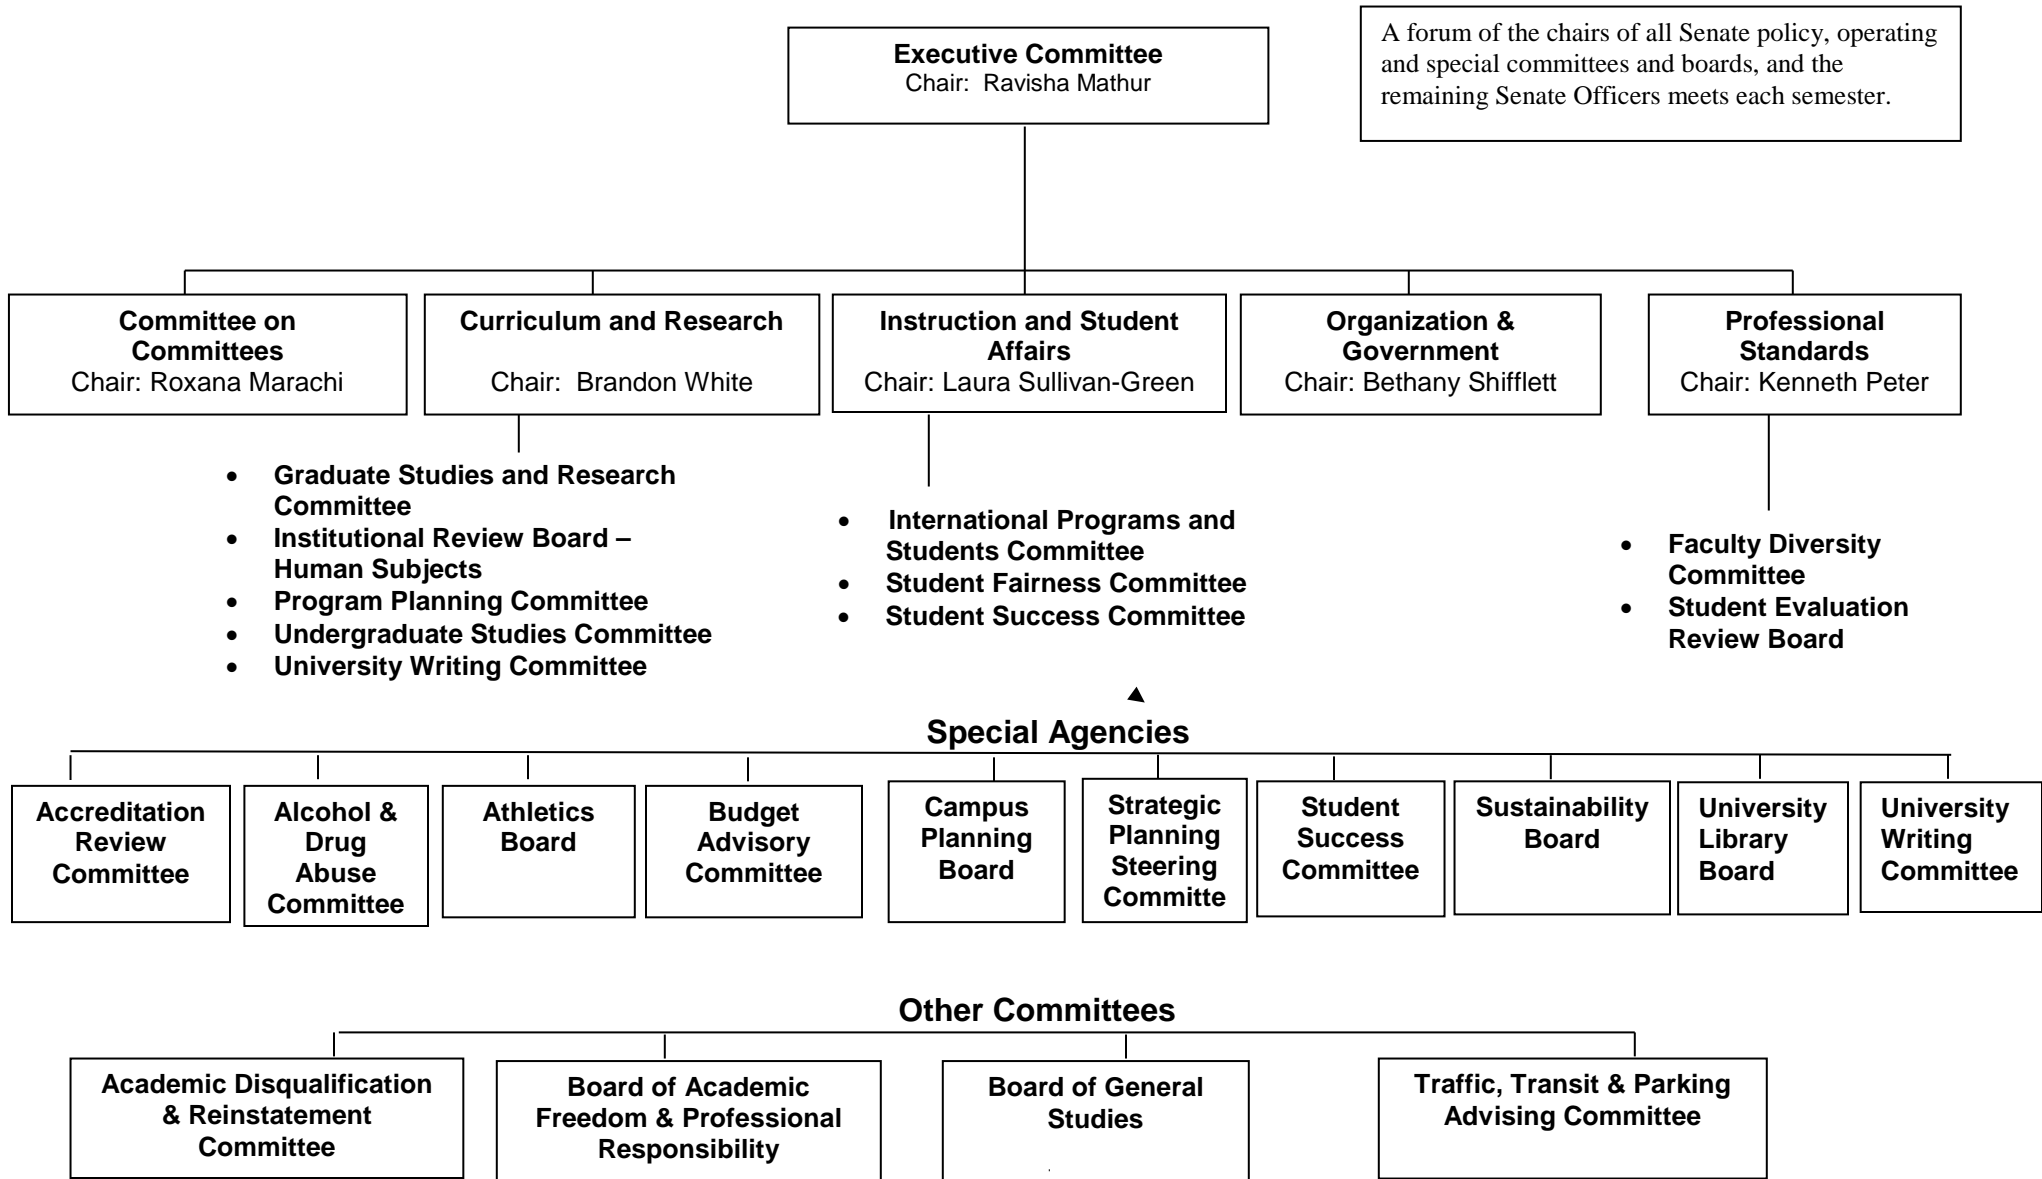 Executive Committee
Chair:  Ravisha Mathur
A forum of the chairs of all Senate policy, operating
and special committees and boards, and the
remaining Senate Officers meets each semester.
Committee on
Committees
Chair: Roxana Marachi
Curriculum and Research
Chair:  Brandon White
Instruction and Student
Affairs
Chair: Laura Sullivan-Green
Organization &
Government
Chair: Bethany Shifflett
Professional
Standards
Chair: Kenneth Peter
• Graduate Studies and Research
Committee
• Institutional Review Board –
Human Subjects
• Program Planning Committee
• Undergraduate Studies Committee
• University Writing Committee
• International Programs and
Students Committee
• Student Fairness Committee
• Student Success Committee
• Faculty Diversity
Committee
• Student Evaluation
Review Board
Special Agencies
Accreditation
Review
Committee
Alcohol &
Drug
Abuse
Committee
Athletics
Board
Budget
Advisory
Committee
Campus
Planning
Board
Strategic
Planning
Steering
Committe
Student
Success
Committee
Sustainability
Board
University
Library
Board
University
Writing
Committee
Other Committees
Academic Disqualification
& Reinstatement
Committee
Board of Academic
Freedom & Professional
Responsibility
Board of General
Studies
Traffic, Transit & Parking
Advising Committee